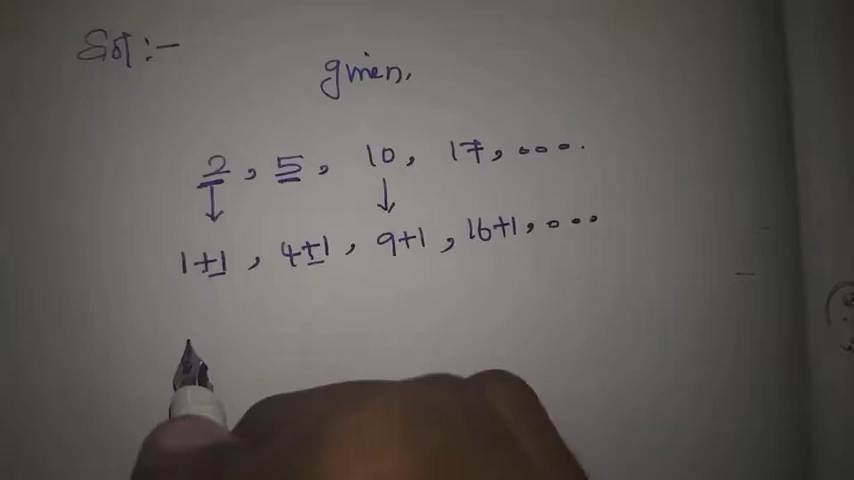 Sol :-
given,
2, 5, 10, 17, ....
1+1, 4+1, 9+1, 16+1, ...